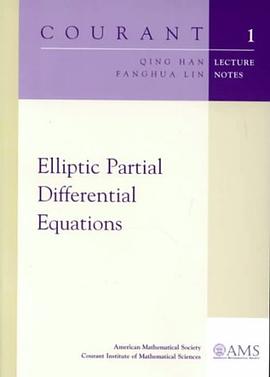 COURANT 1
QING HAN LECTURE
FANGHUA LIN NOTES
Elliptic Partial
Differential
Equations
American Mathematical Society
Courant Institute of Mathematical Sciences
AMS